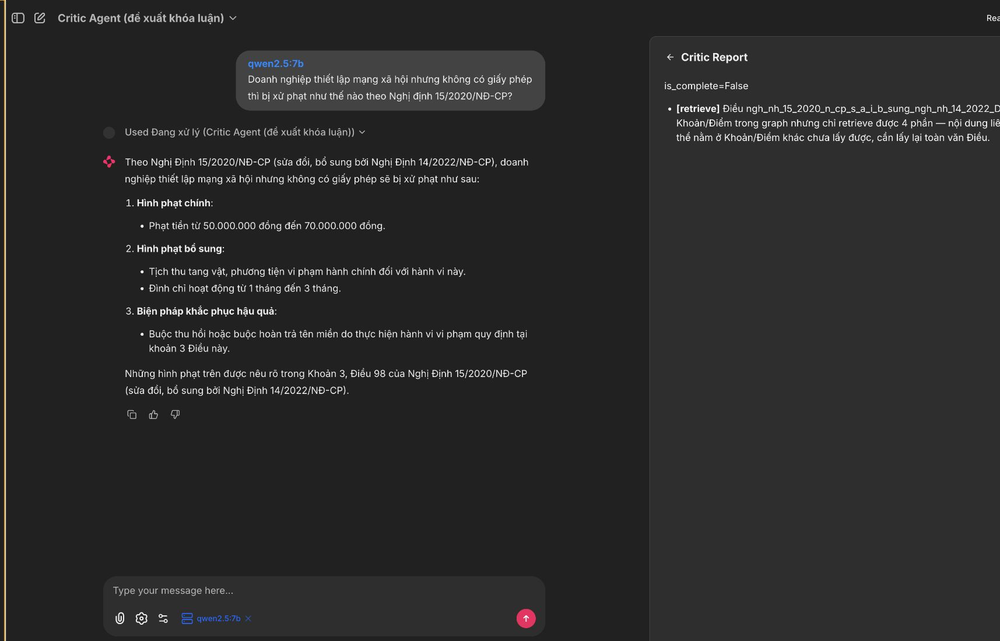 Critic Agent (đề xuất khóa luận)
qwen2.5:7b
Doanh nghiệp thiết lập mạng xã hội nhưng không có giấy phép
thì bị xử phạt như thế nào theo Nghị định 15/2020/NĐ-CP?
Used Đang xử lý (Critic Agent (đề xuất khóa luận))
Theo Nghị Định 15/2020/NĐ-CP (sửa đổi, bổ sung bởi Nghị Định 14/2022/NĐ-CP), doanh
nghiệp thiết lập mạng xã hội nhưng không có giấy phép sẽ bị xử phạt như sau:
1. Hình phạt chính:
• Phạt tiền từ 50.000.000 đồng đến 70.000.000 đồng.
2. Hình phạt bổ sung:
• Tịch thu tang vật, phương tiện vi phạm hành chính đối với hành vi này.
• Đình chỉ hoạt động từ 1 tháng đến 3 tháng.
3. Biện pháp khắc phục hậu quả:
• Buộc thu hồi hoặc buộc hoàn trả tên miền do thực hiện hành vi vi phạm quy định tại
khoản 3 Điều này.
Những hình phạt trên được nêu rõ trong Khoản 3, Điều 98 của Nghị Định 15/2020/NĐ-CP
(sửa đổi, bổ sung bởi Nghị Định 14/2022/NĐ-CP).
Type your message here...
qwen2.5:7b
Rea
Critic Report
is_complete=False
• [retrieve] Điều ngh_nh_15_2020_n_cp_s_a_i_b_sung_ngh_nh_14_2022_D
Khoản/Điểm trong graph nhưng chỉ retrieve được 4 phần — nội dung liê
thể nằm ở Khoản/Điểm khác chưa lấy được, cần lấy lại toàn văn Điều.